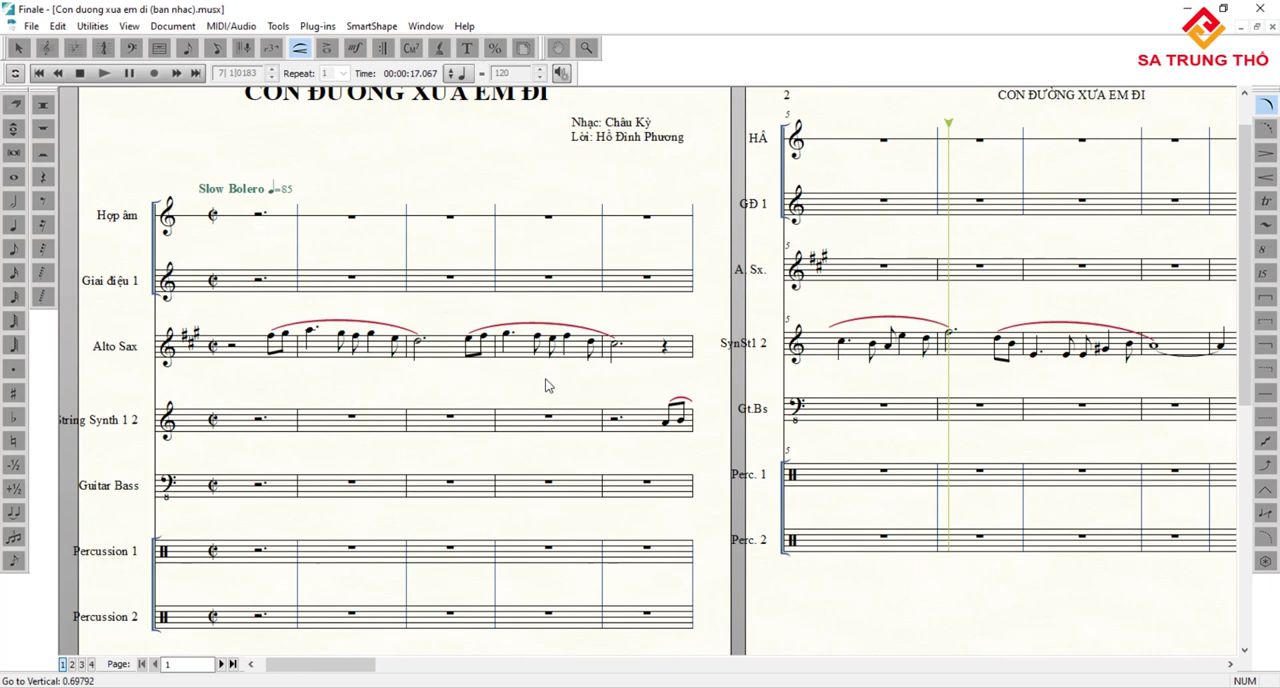 Finale - [Con duong xua em di (ban nhac).musx]
File Edit Utilities View Document MIDI/Audio Tools Plug-ins SmartShape Window Help
SA TRUNG THỔ
7| 1|0183 Repeat: 1 Time: 00:00:17.067 = 120
CON ĐƯỜNG XƯA EM ĐI
Nhạc: Châu Kỳ
Lời: Hồ Đình Phương
Slow Bolero ♩=85
Hợp âm
Giai điệu 1
Alto Sax
String Synth 1 2
Guitar Bass
Percussion 1
Percussion 2
2 CON ĐƯỜNG XƯA EM ĐI
5
HÂ
GĐ 1
5
A. Sx.
5
SynSt1 2
Gt.Bs
5
Perc. 1
Perc. 2
1 2 3 4 Page: 1
Go to Vertical: 0.69792 NUM